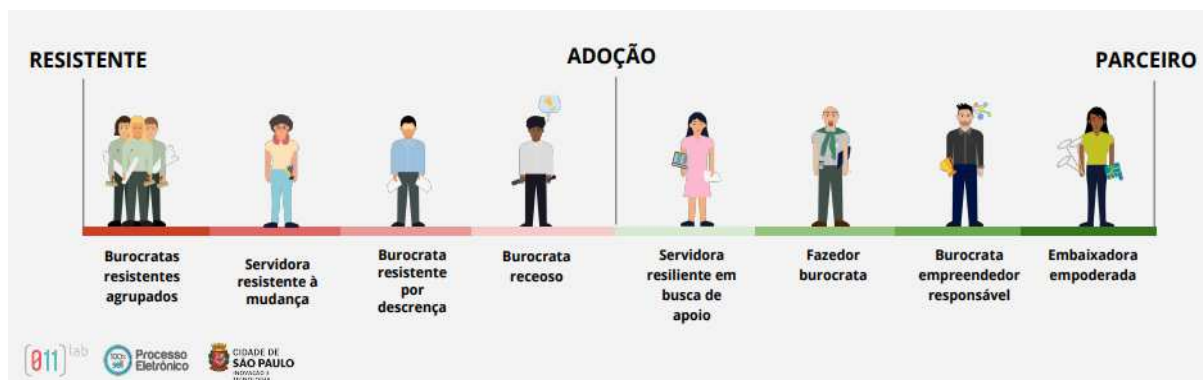 RESISTENTE
ADOÇÃO
PARCEIRO
Burocratas
resistentes
agrupados
Servidora
resistente à
mudança
Burocrata
resistente
por
descrença
Burocrata
receoso
Servidora
resiliente em
busca de
apoio
Fazedor
burocrata
Burocrata
empreendedor
responsável
Embaixadora
empoderada
(011)lab
100% sei!
Processo
Eletrônico
CIDADE DE
SÃO PAULO
INOVAÇÃO E
TECNOLOGIA